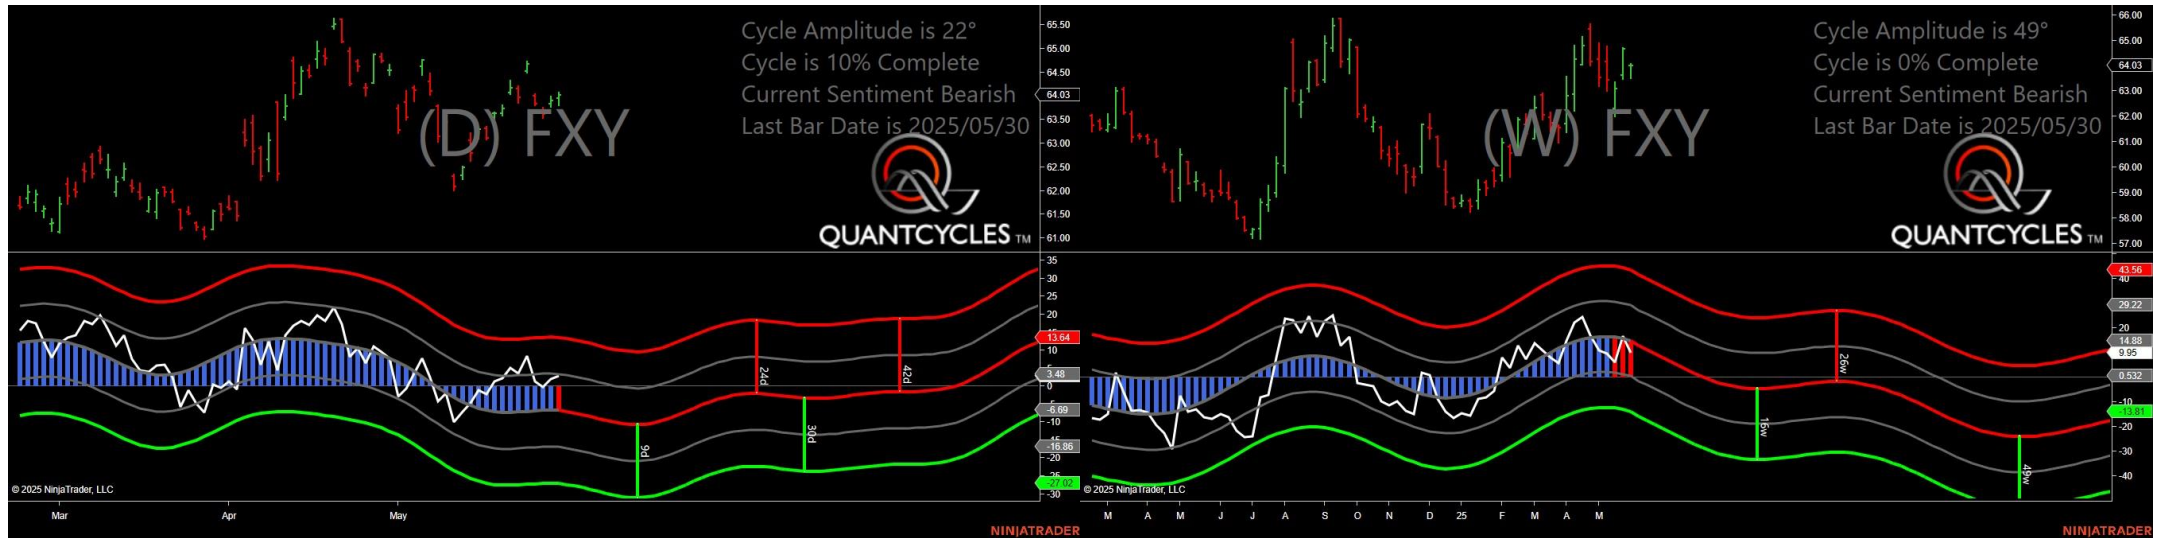 Cycle Amplitude is 22°
Cycle is 10% Complete
Current Sentiment Bearish
Last Bar Date is 2025/05/30
(D) FXY
QUANTCYCLES TM
65.50
65.00
64.50
64.03
63.50
63.00
62.50
62.00
61.50
61.00
35
30
25
20
13.64
10
3.48
0
-6.69
-10
-16.86
-20
-27.02
-30
9d
24d
30d
42d
© 2025 NinjaTrader, LLC
Mar
Apr
May
NINJATRADER
Cycle Amplitude is 49°
Cycle is 0% Complete
Current Sentiment Bearish
Last Bar Date is 2025/05/30
(W) FXY
QUANTCYCLES TM
66.00
65.00
64.03
63.00
62.00
61.00
60.00
59.00
58.00
57.00
43.56
40
29.22
20
14.88
9.95
0.532
-10
-13.81
-20
-30
-40
16w
26w
49w
© 2025 NinjaTrader, LLC
M A M J J A S O N D 25 F M A M
NINJATRADER